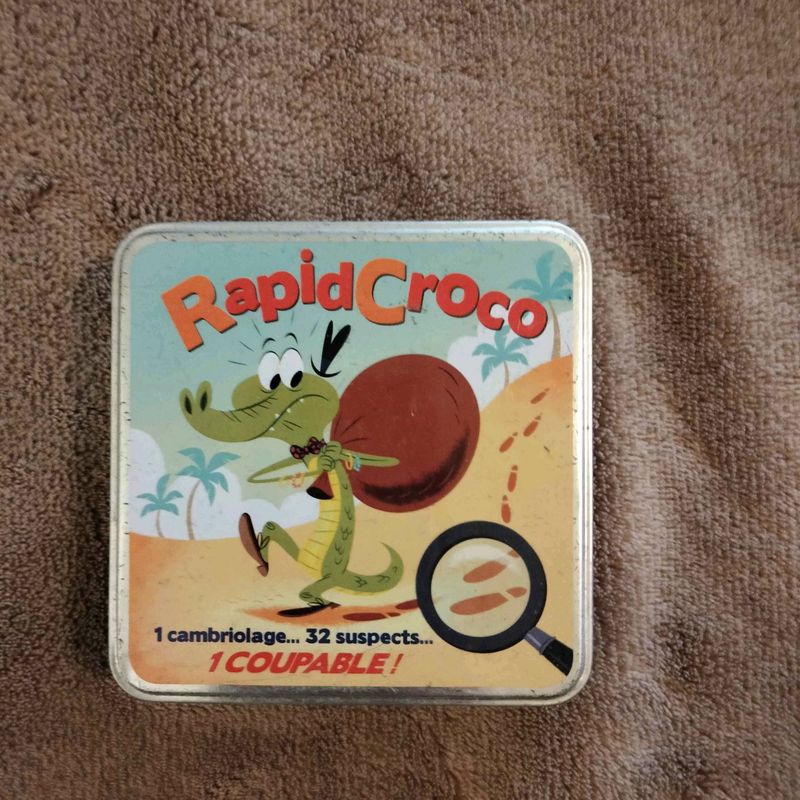 RapidCroco
1 cambriolage... 32 suspects...
1 COUPABLE !